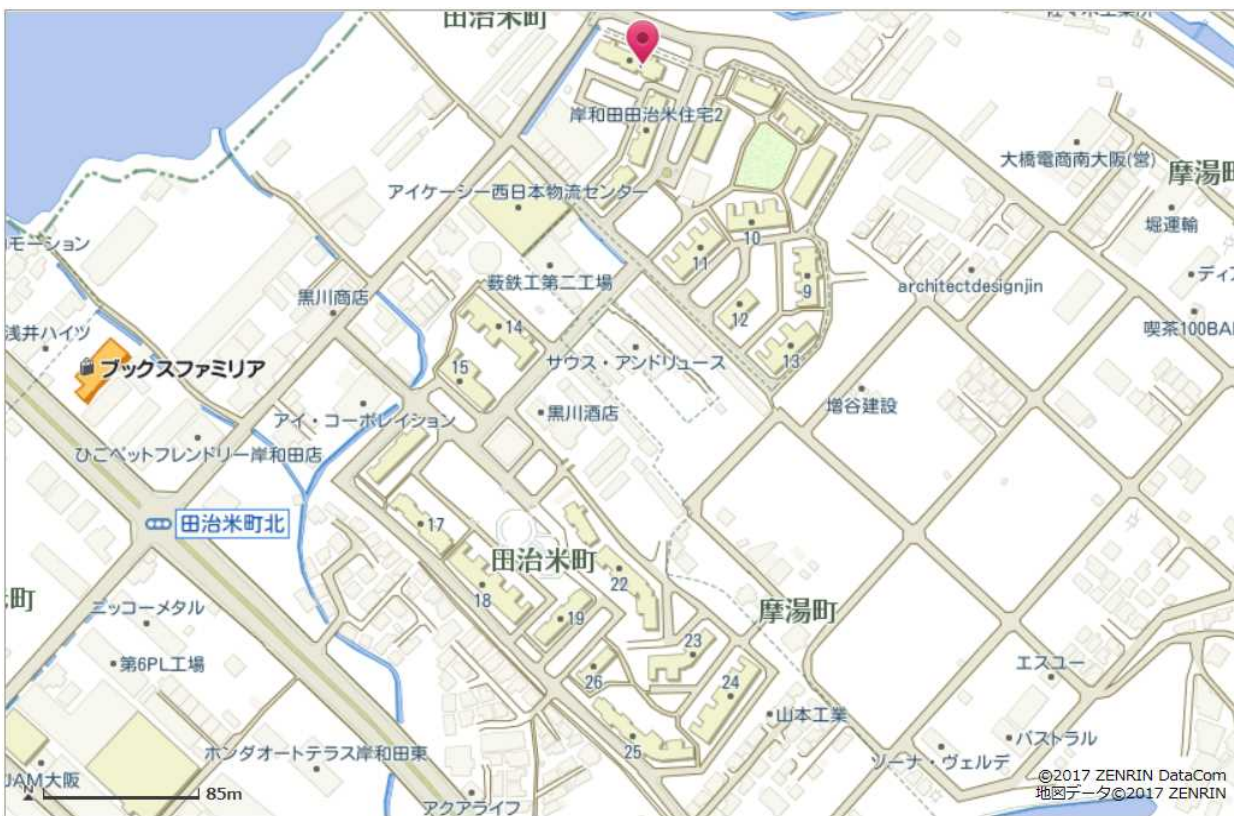 田治米町
岸和田田治米住宅2
大橋電商南大阪(営)
摩湯町
アイケーシー西日本物流センター
堀運輸
モーション
10
11
薮鉄工第二工場
9
architectdesignjin
黒川商店
12
喫茶100BA
浅井ハイツ
14
13
ブックスファミリア
15
サウス・アンドリュース
増谷建設
アイ・コーポレイション
黒川酒店
ひごペットフレンドリー岸和田店
田治米町北
17
田治米町
22
18
町
ニッコーメタル
19
摩湯町
23
第6PL工場
26
24
エスユー
山本工業
パストラル
25
ソーナ・ヴェルデ
ホンダオートテラス岸和田東
JAM大阪
85m
アクアライフ
©2017 ZENRIN DataCom
地図データ©2017 ZENRIN